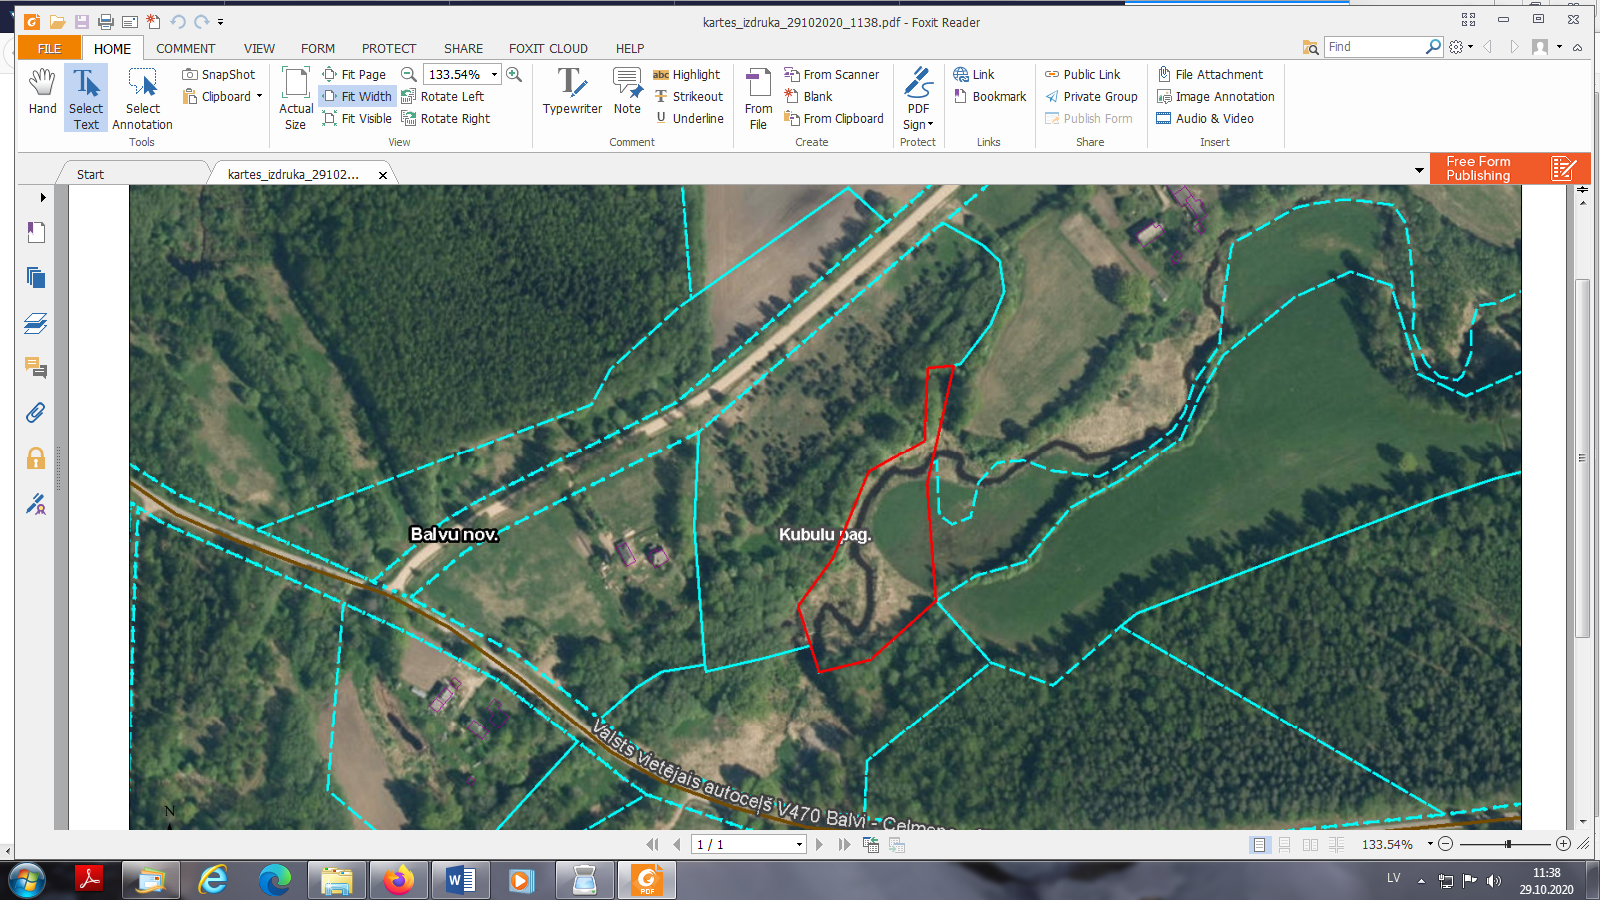 kartes_izdruka_29102020_1138.pdf - Foxit Reader
FILE HOME COMMENT VIEW FORM PROTECT SHARE FOXIT CLOUD HELP
Find
Hand
Select Text
Select Annotation
SnapShot
Clipboard
Tools
Actual Size
Fit Page
Fit Width
Fit Visible
133.54%
Rotate Left
Rotate Right
View
Typewriter
Note
abc Highlight
T Strikeout
U Underline
Comment
From File
From Scanner
Blank
From Clipboard
Create
PDF Sign
Protect
Link
Bookmark
Links
Public Link
Private Group
Publish Form
Share
File Attachment
Image Annotation
Audio & Video
Insert
Start
kartes_izdruka_29102...
Free Form
Publishing
Balvu nov.
Kubulu pag.
Valsts vietējais autoceļš V470 Balvi -
N
1 / 1
133.54%
PDF
LV
11:38
29.10.2020